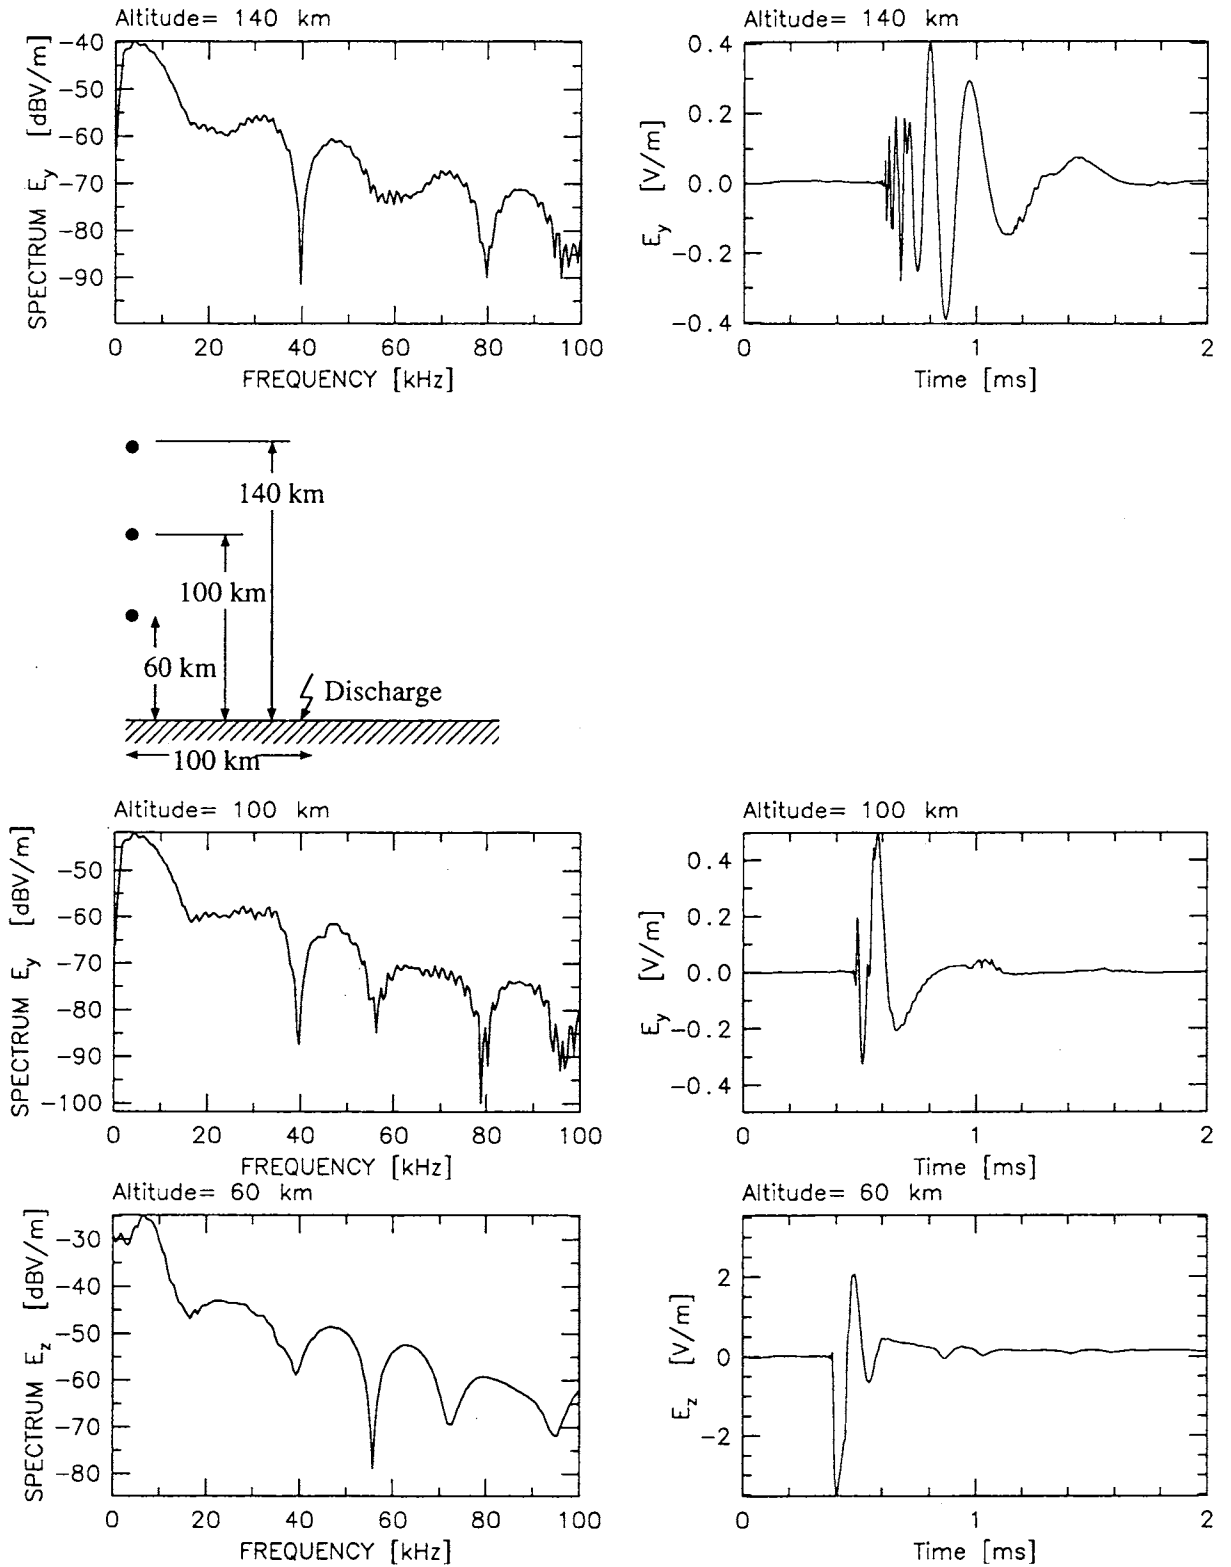 Altitude= 140 km
SPECTRUM E_y [dBV/m]
-40
-50
-60
-70
-80
-90
0 20 40 60 80 100
FREQUENCY [kHz]
Altitude= 140 km
E_y [V/m]
0.4
0.2
0.0
-0.2
-0.4
0 1 2
Time [ms]
140 km
100 km
60 km
Discharge
100 km
Altitude= 100 km
SPECTRUM E_y [dBV/m]
-50
-60
-70
-80
-90
-100
0 20 40 60 80 100
FREQUENCY [kHz]
Altitude= 100 km
E_y [V/m]
0.4
0.2
0.0
-0.2
-0.4
0 1 2
Time [ms]
Altitude= 60 km
SPECTRUM E_z [dBV/m]
-30
-40
-50
-60
-70
-80
0 20 40 60 80 100
FREQUENCY [kHz]
Altitude= 60 km
E_z [V/m]
2
0
-2
0 1 2
Time [ms]